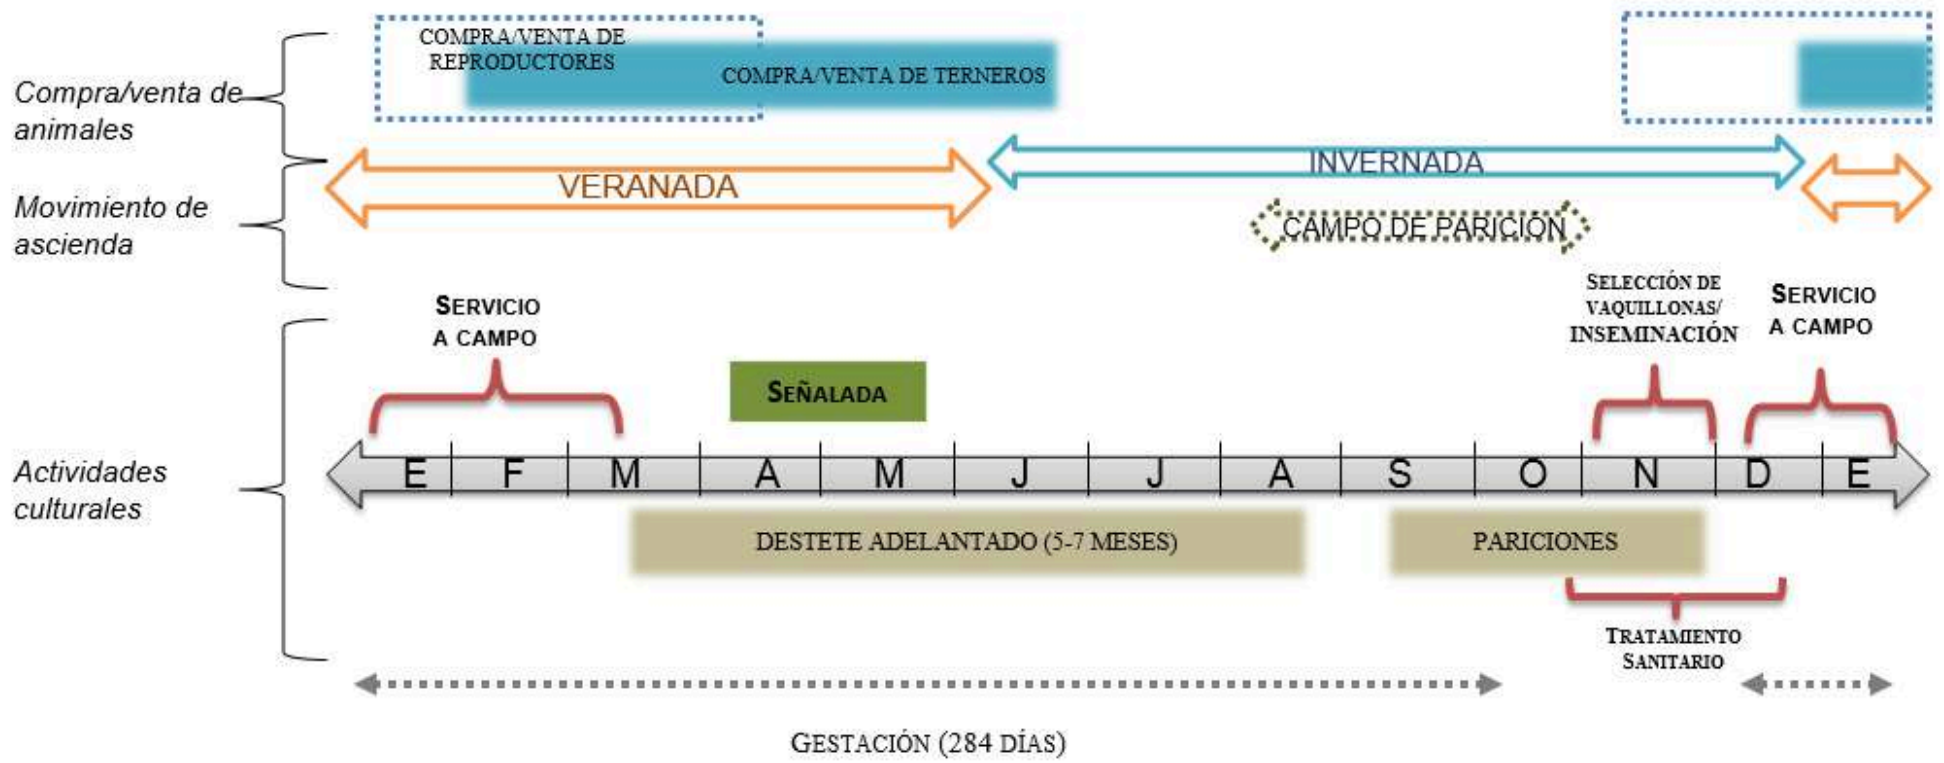 COMPRA/VENTA DE
REPRODUCTORES
COMPRA/VENTA DE TERNEROS
Compra/venta de
animales
VERANADA
INVERNADA
Movimiento de
ascienda
CAMPO DE PARICIÓN
SERVICIO
A CAMPO
SELECCIÓN DE
VAQUILLONAS/
INSEMINACIÓN
SERVICIO
A CAMPO
SEÑALADA
Actividades
culturales
E F M A M J J A S O N D E
DESTETE ADELANTADO (5-7 MESES)
PARICIONES
TRATAMIENTO
SANITARIO
GESTACIÓN (284 DÍAS)